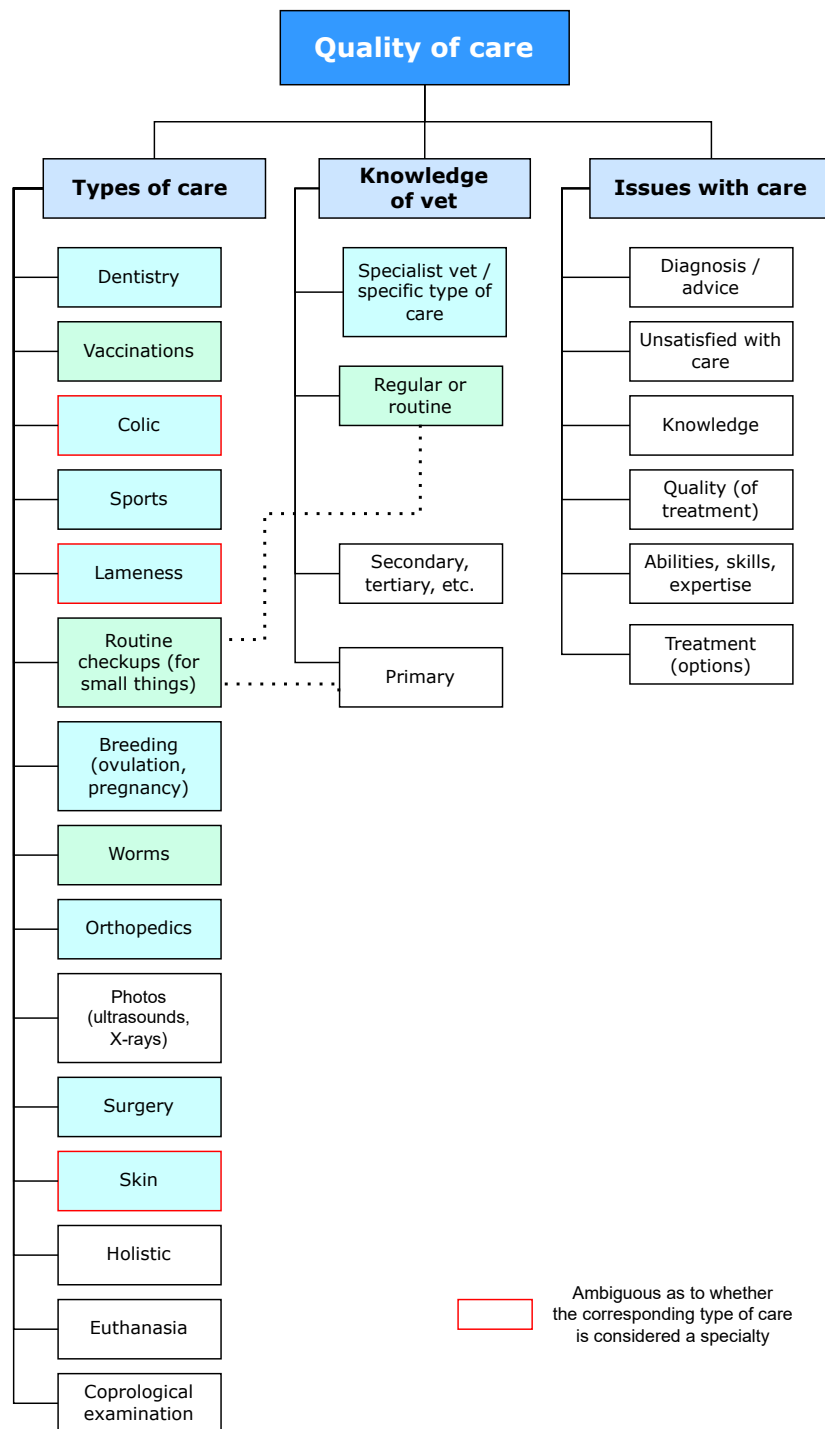 Quality of care
Types of care
Dentistry
Vaccinations
Colic
Sports
Lameness
Routine
checkups (for
small things)
Breeding
(ovulation,
pregnancy)
Worms
Orthopedics
Photos
(ultrasounds,
X-rays)
Surgery
Skin
Holistic
Euthanasia
Coprological
examination
Knowledge
of vet
Specialist vet /
specific type of
care
Regular or
routine
Secondary,
tertiary, etc.
Primary
Issues with care
Diagnosis /
advice
Unsatisfied with
care
Knowledge
Quality (of
treatment)
Abilities, skills,
expertise
Treatment
(options)
Ambiguous as to whether
the corresponding type of care
is considered a specialty